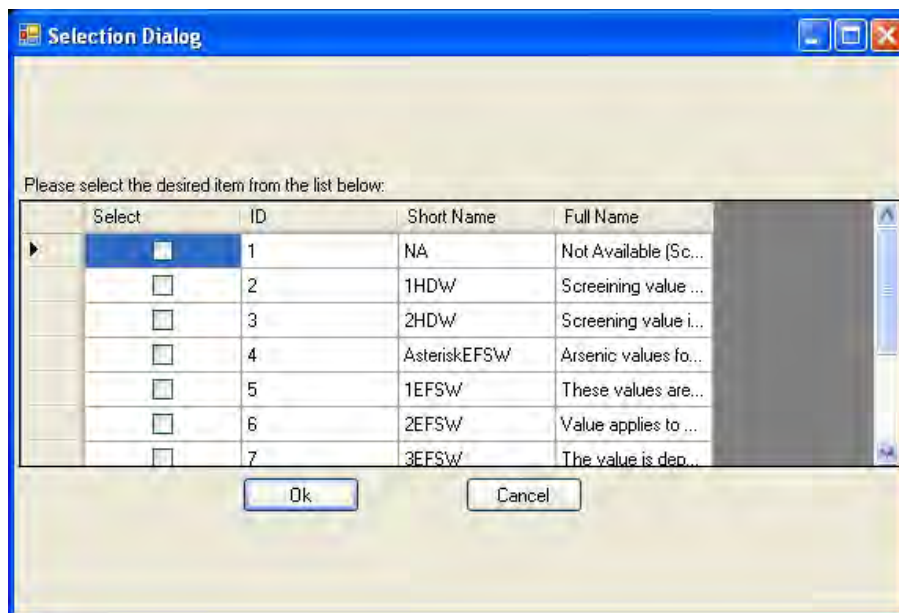 Selection Dialog
Please select the desired item from the list below:
Select ID Short Name Full Name
1 NA Not Available (Sc...
2 1HDW Screeining value ...
3 2HDW Screening value i...
4 AsteriskEFSW Arsenic values fo...
5 1EFSW These values are...
6 2EFSW Value applies to ...
7 3EFSW The value is dep...
Ok Cancel